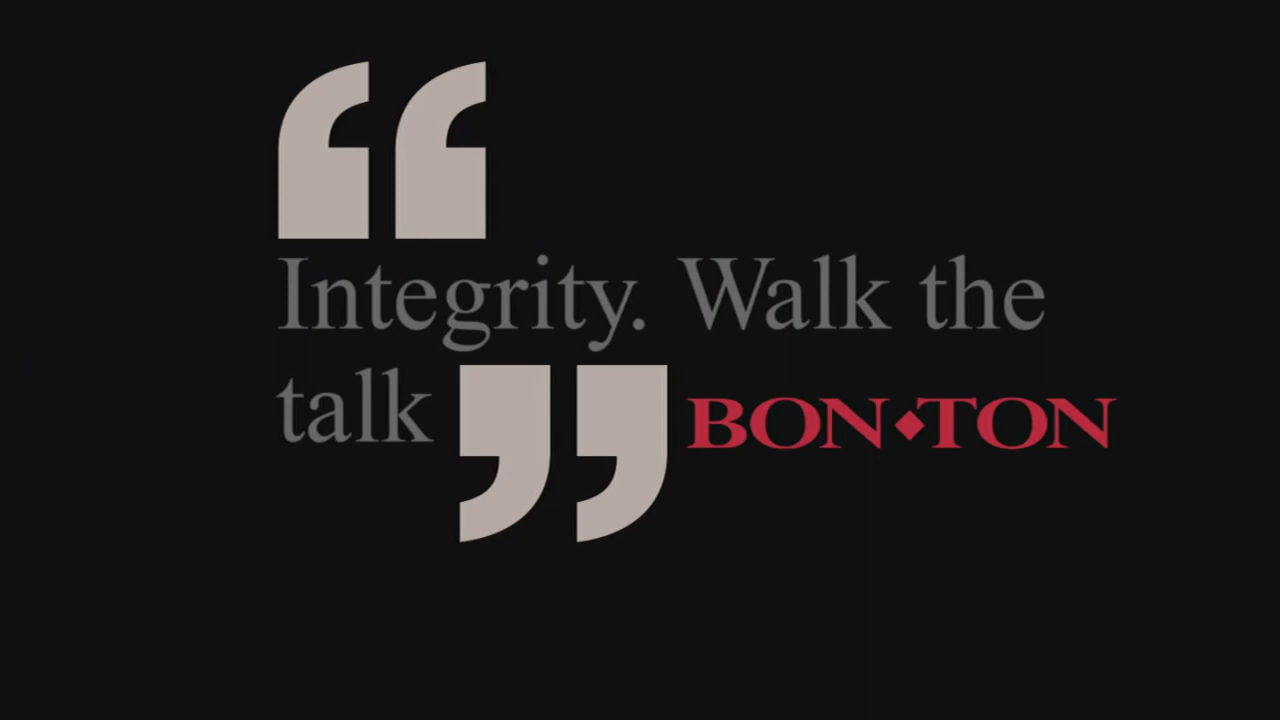 “
Integrity. Walk the
talk ” BON♦TON